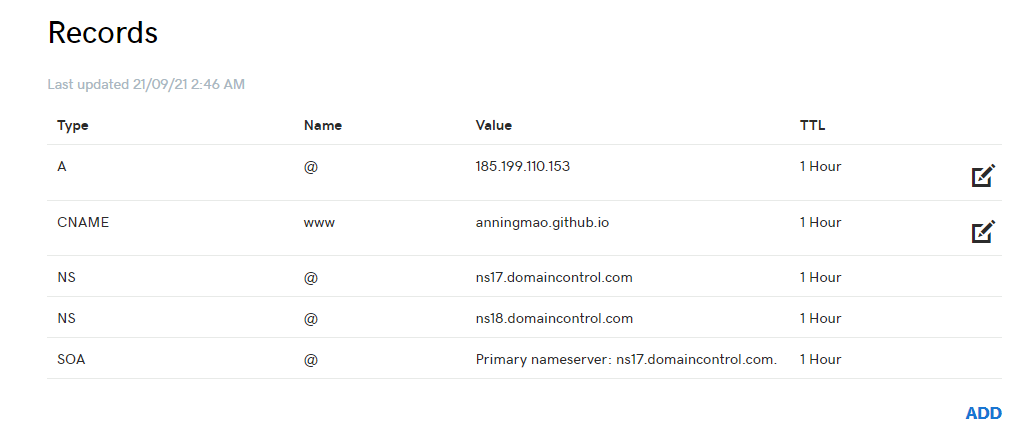 Records
Last updated 21/09/21 2:46 AM
Type Name Value TTL
A @ 185.199.110.153 1 Hour
CNAME www anningmao.github.io 1 Hour
NS @ ns17.domaincontrol.com 1 Hour
NS @ ns18.domaincontrol.com 1 Hour
SOA @ Primary nameserver: ns17.domaincontrol.com. 1 Hour
ADD